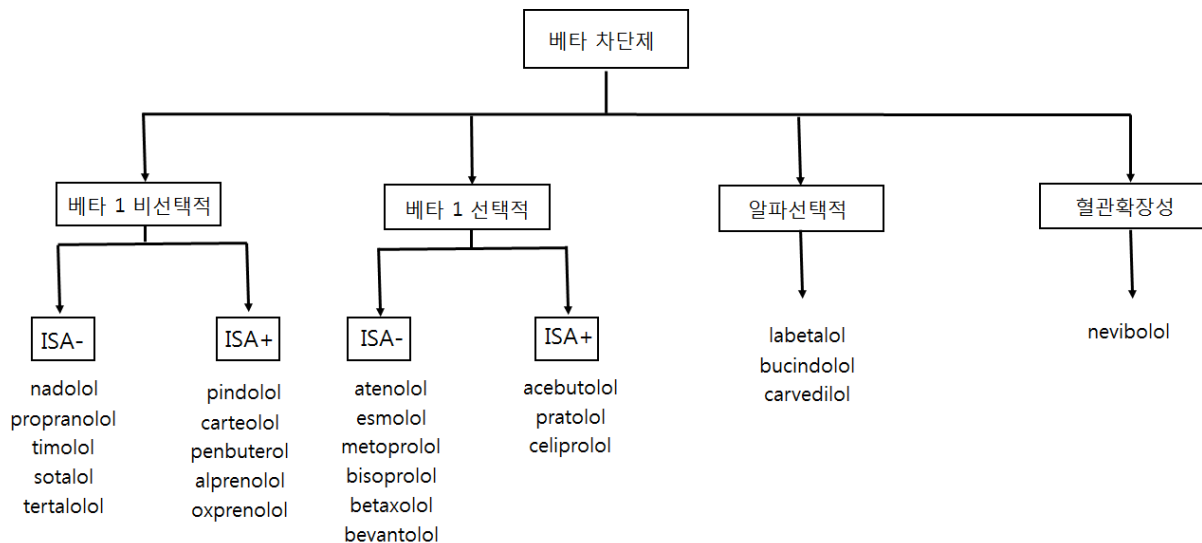 베타 차단제
베타 1 비선택적
베타 1 선택적
알파선택적
혈관확장성
ISA-
nadolol
propranolol
timolol
sotalol
tertalolol
ISA+
pindolol
carteolol
penbuterol
alprenolol
oxprenolol
ISA-
atenolol
esmolol
metoprolol
bisoprolol
betaxolol
bevantolol
ISA+
acebutolol
pratolol
celiprolol
labetalol
bucindolol
carvedilol
nevibolol